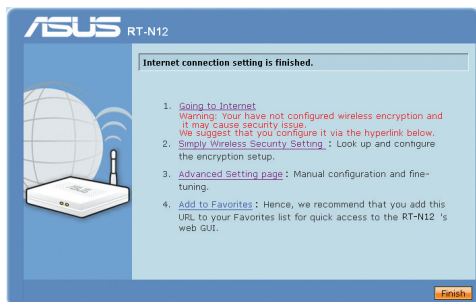 ASUS RT-N12
Internet connection setting is finished.
1. Going to Internet
Warning: Your have not configured wireless encryption and
it may cause security issue.
We suggest that you configure it via the hyperlink below.
2. Simply Wireless Security Setting : Look up and configure
the encryption setup.
3. Advanced Setting page : Manual configuration and fine-
tuning.
4. Add to Favorites : Hence, we recommend that you add this
URL to your Favorites list for quick access to the RT-N12 's
web GUI.
Finish